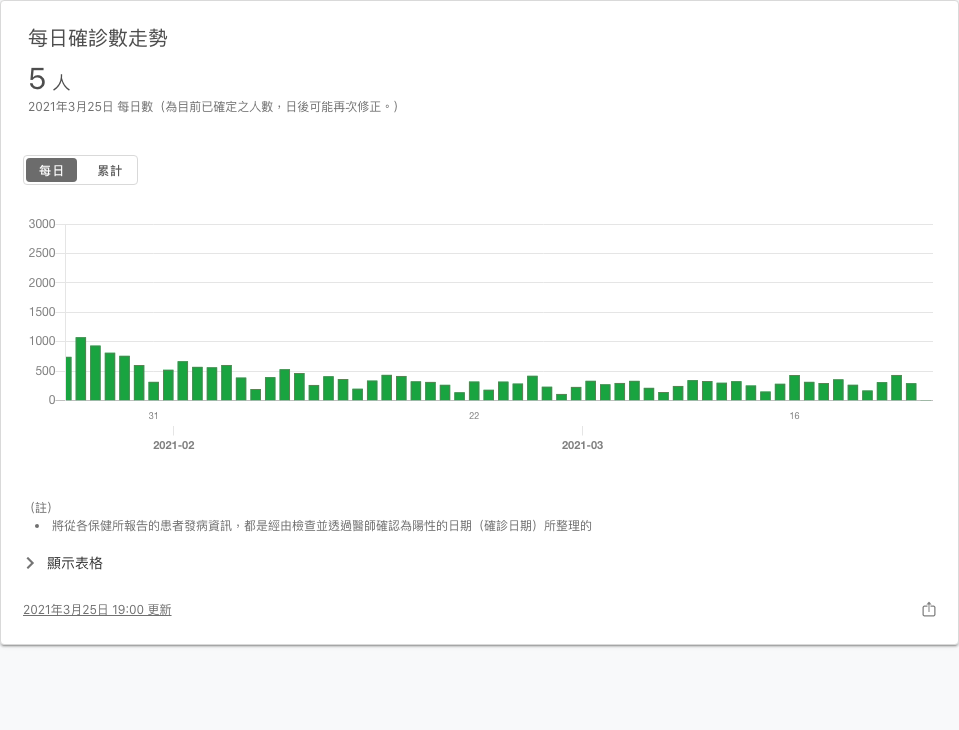 每日確診數走勢
5 人
2021年3月25日 每日數（為目前已確定之人數，日後可能再次修正。）
每日 累計
3000
2500
2000
1500
1000
500
0
31 22 16
2021-02 2021-03
（註）
• 將從各保健所報告的患者發病資訊，都是經由檢查並透過醫師確認為陽性的日期（確診日期）所整理的
顯示表格
2021年3月25日 19:00 更新